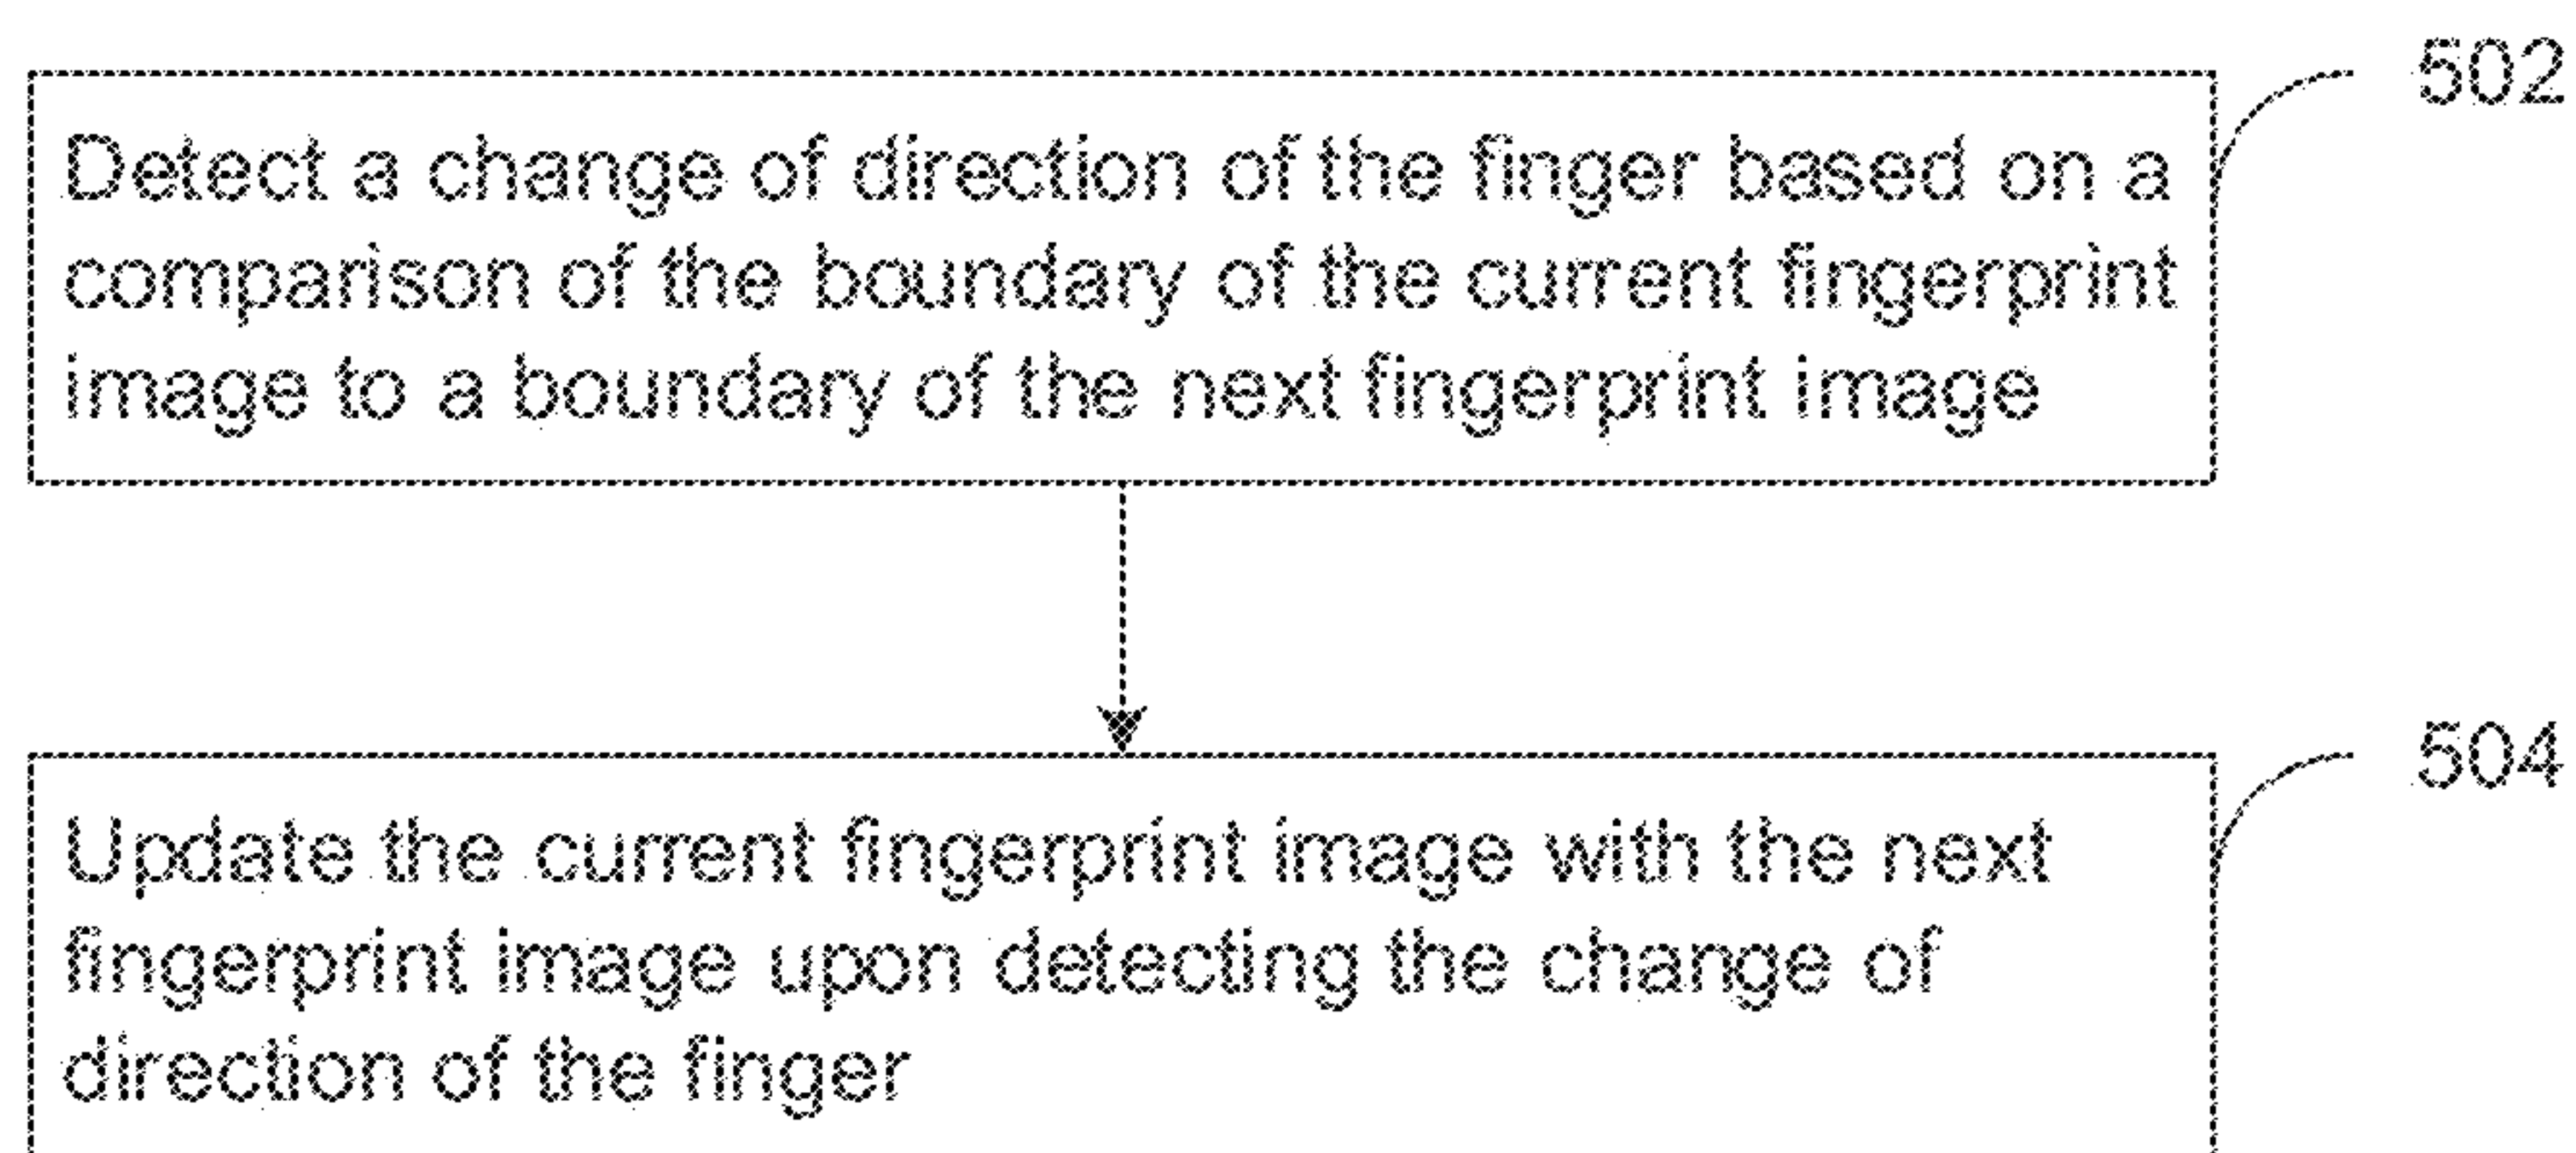 502
Detect a change of direction of the finger based on a
comparison of the boundary of the current fingerprint
image to a boundary of the next fingerprint image
504
Update the current fingerprint image with the next
fingerprint image upon detecting the change of
direction of the finger